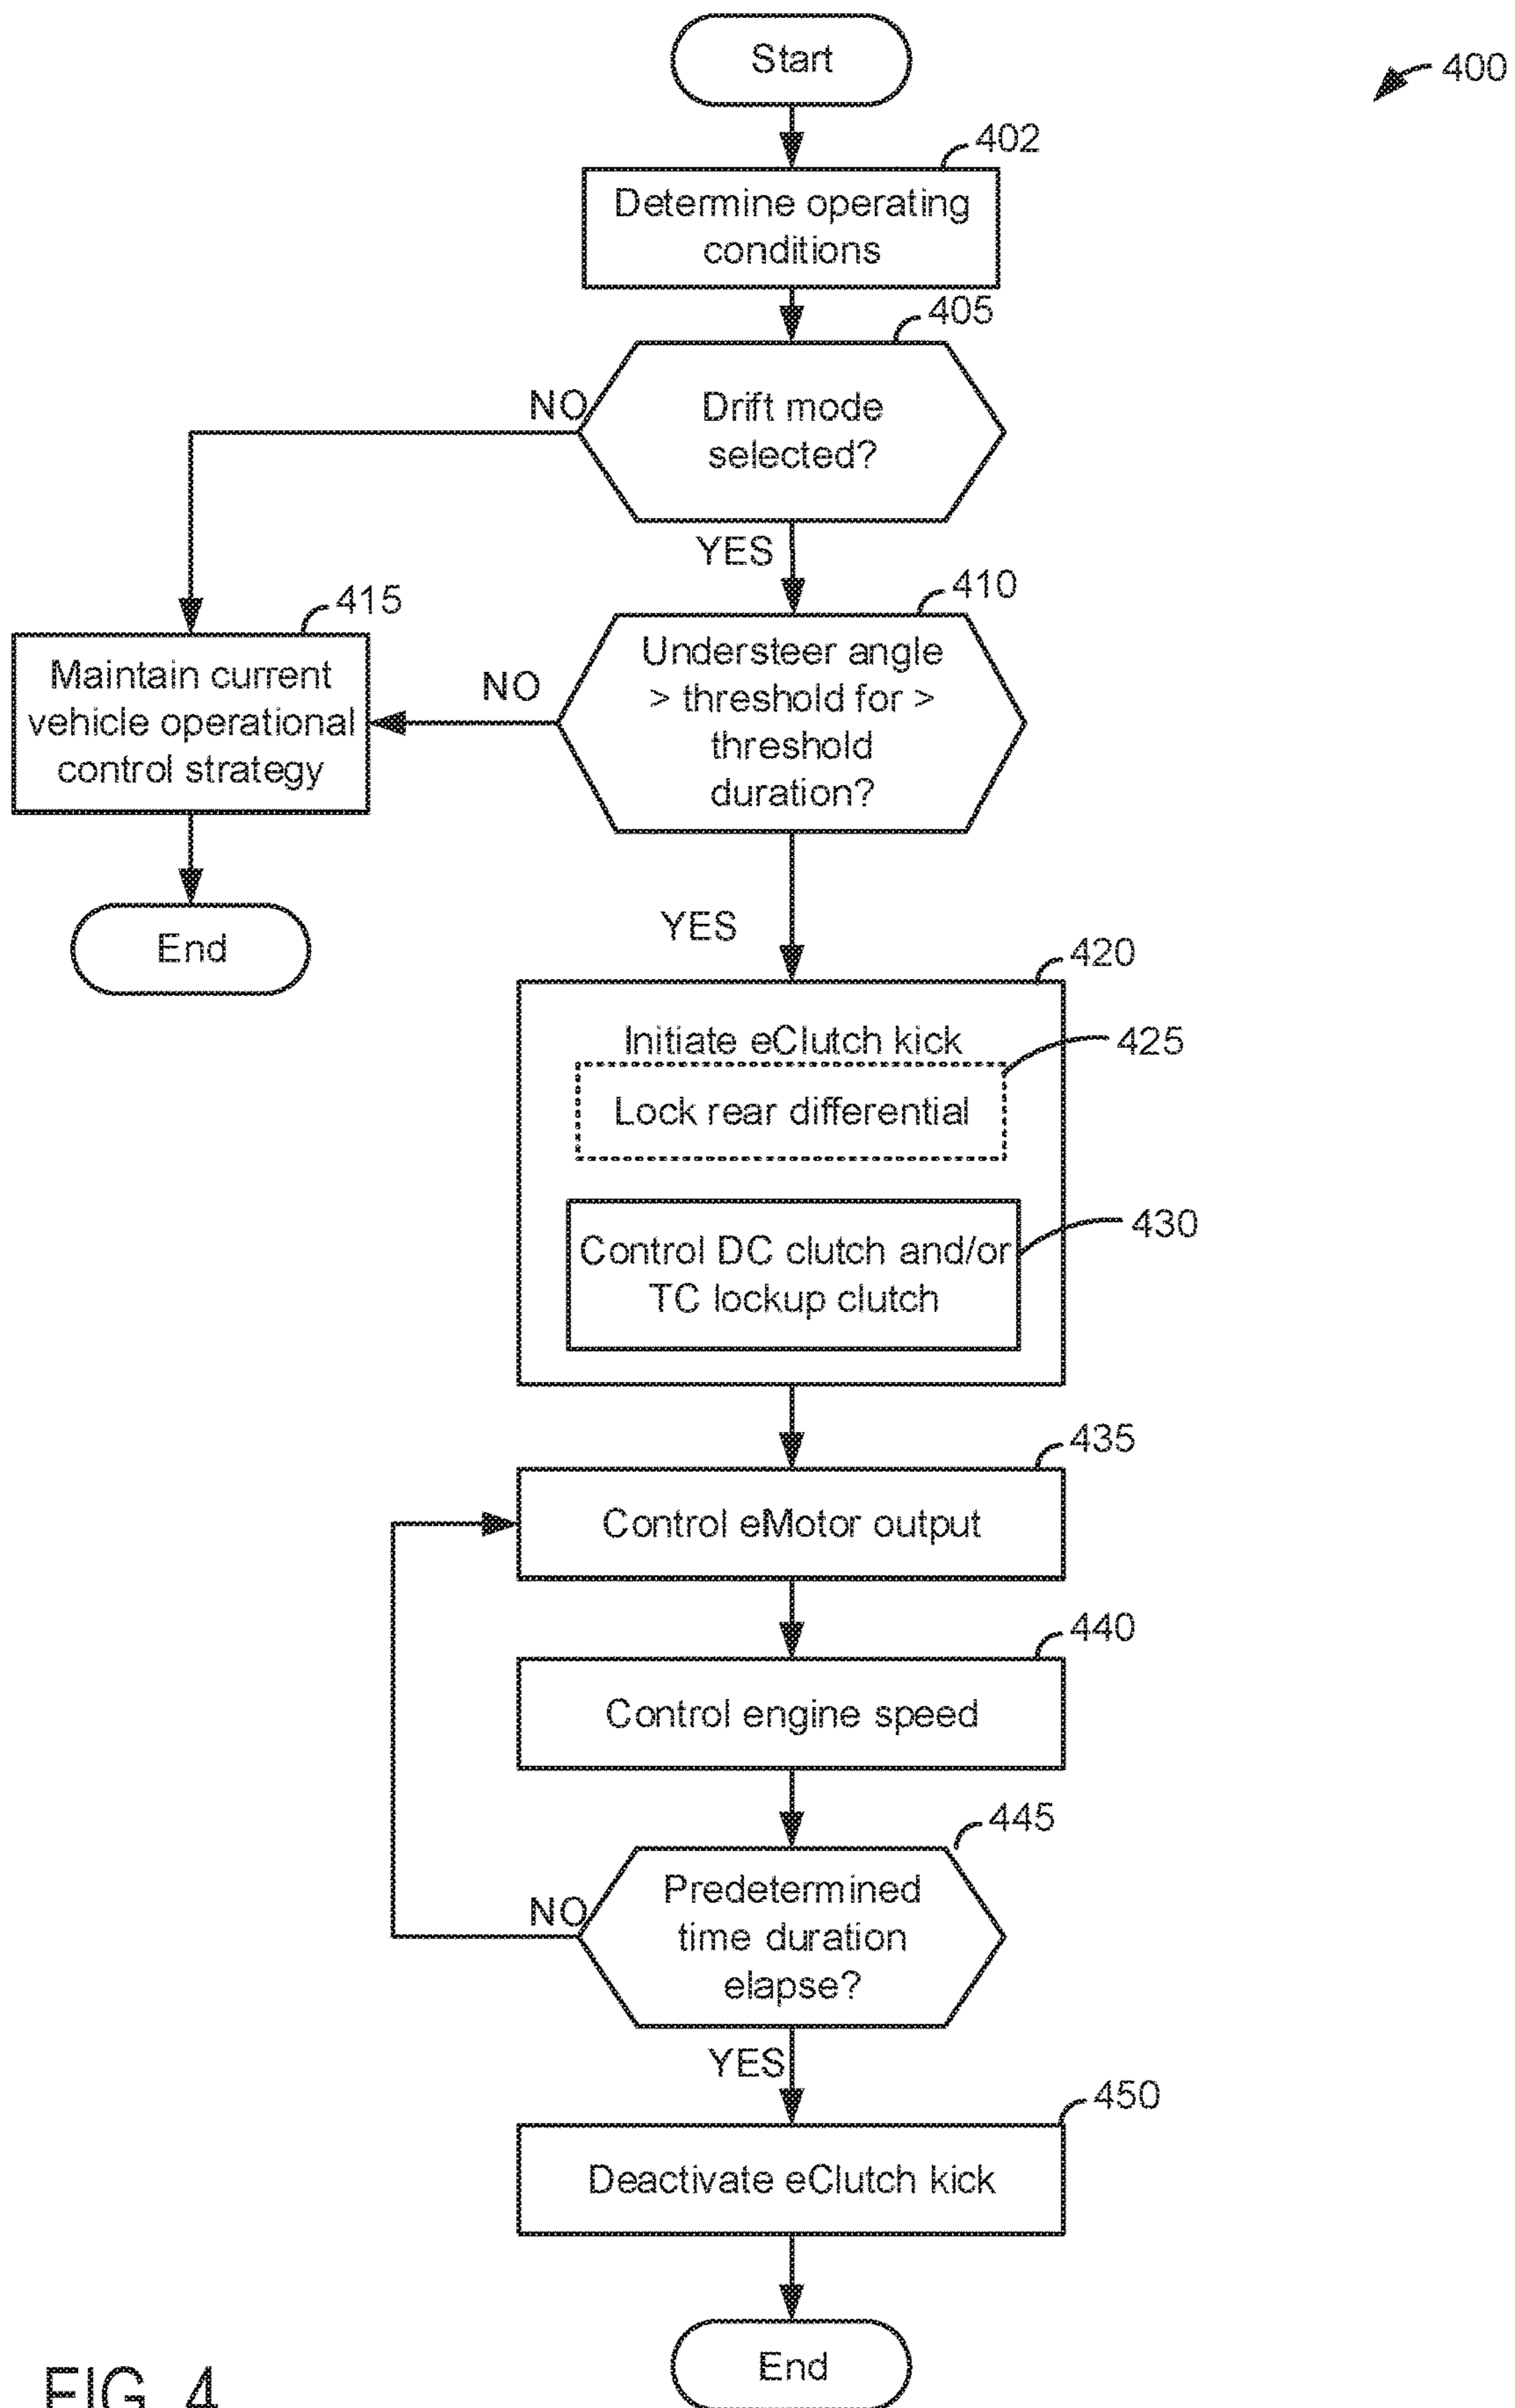 Start
400
402
Determine operating
conditions
405
NO
Drift mode
selected?
YES
410
415
Maintain current
vehicle operational
control strategy
NO
Understeer angle
> threshold for >
threshold
duration?
End
YES
420
Initiate eClutch kick
425
Lock rear differential
430
Control DC clutch and/or
TC lockup clutch
435
Control eMotor output
440
Control engine speed
445
NO
Predetermined
time duration
elapse?
YES
450
Deactivate eClutch kick
End
FIG. 4